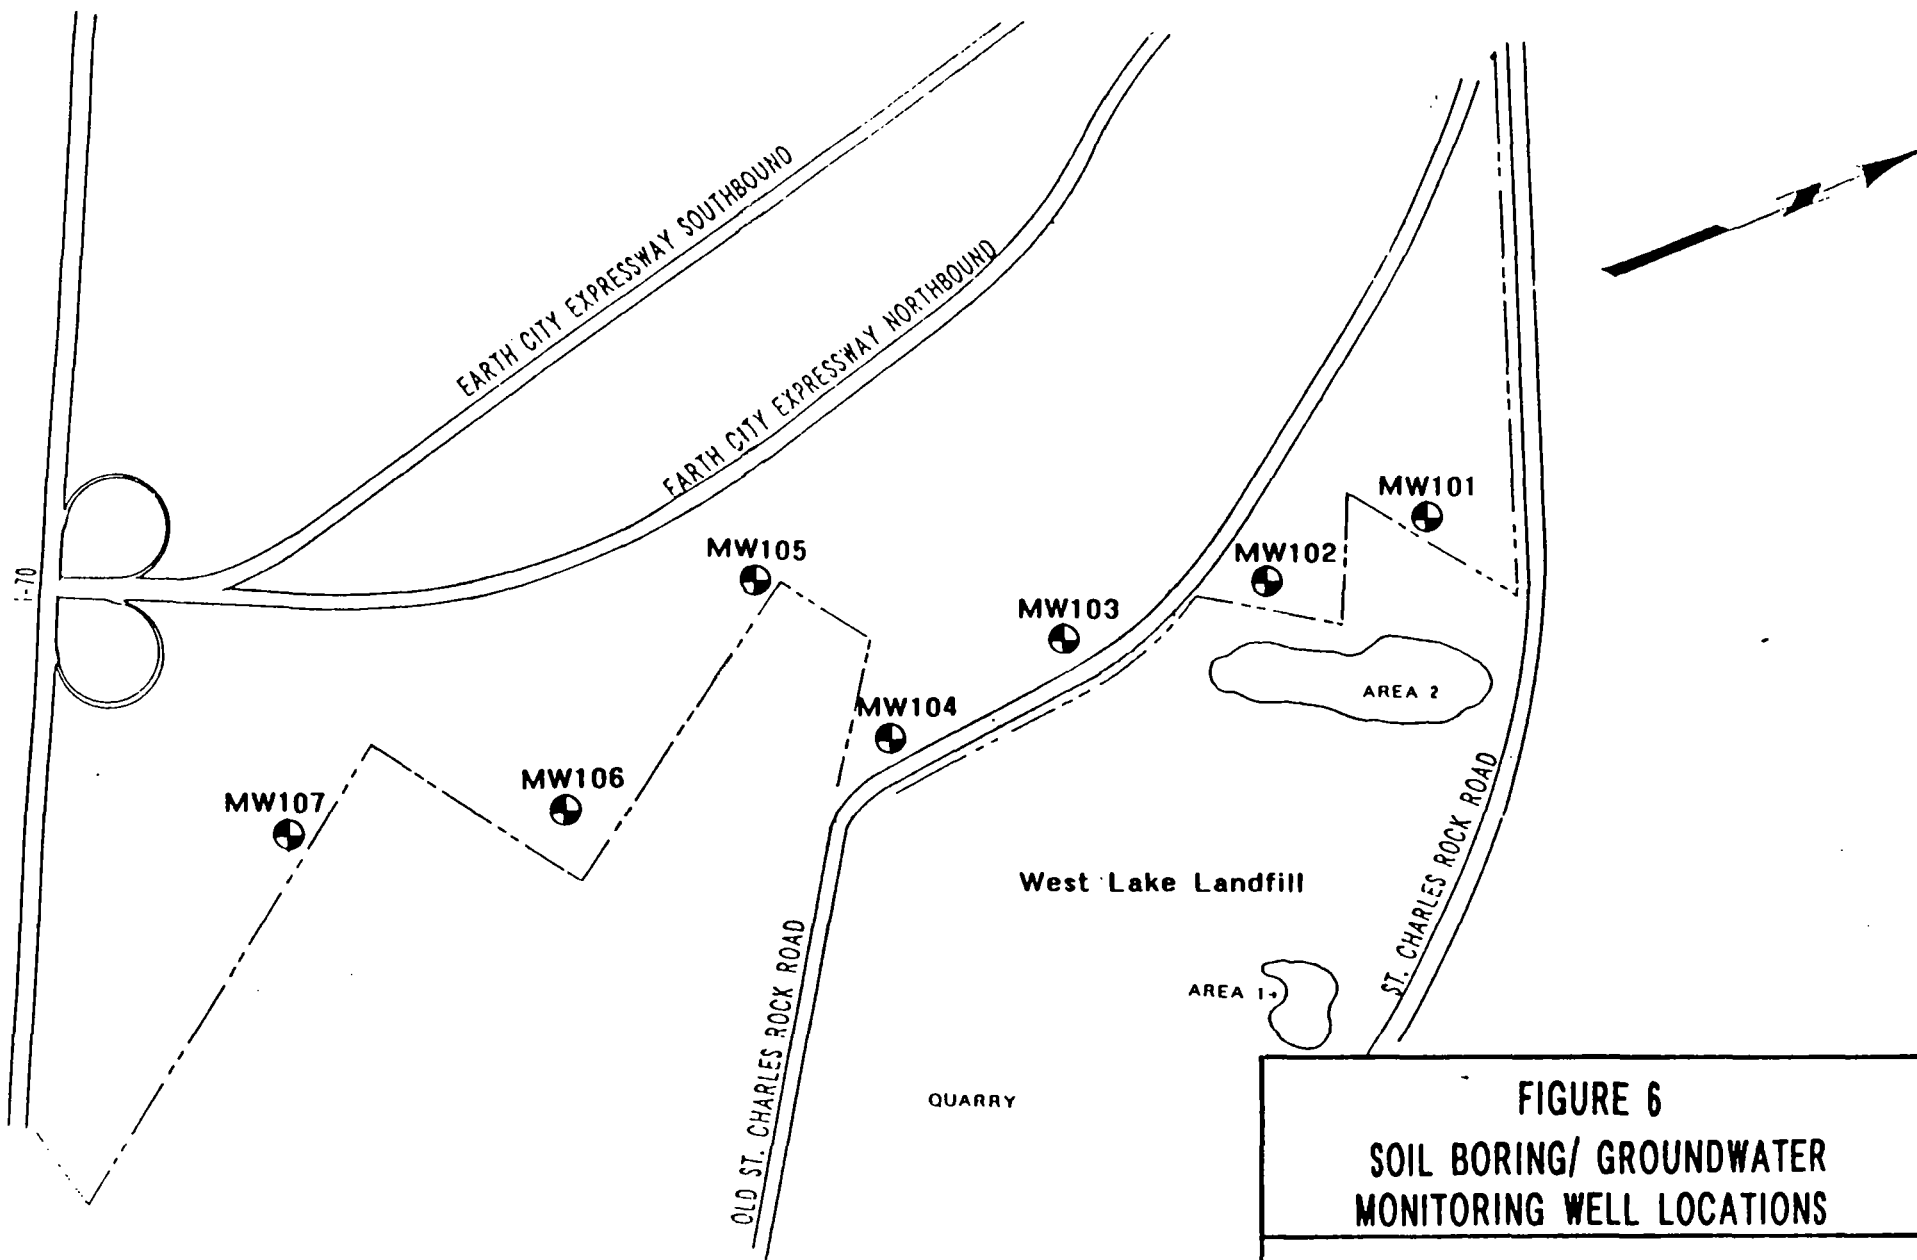 EARTH CITY EXPRESSWAY SOUTHBOUND
EARTH CITY EXPRESSWAY NORTHBOUND
I-70
MW101
MW102
MW105
MW103
MW104
AREA 2
MW106
MW107
West Lake Landfill
ST. CHARLES ROCK ROAD
OLD ST. CHARLES ROCK ROAD
AREA 1
QUARRY
FIGURE 6
SOIL BORING/ GROUNDWATER
MONITORING WELL LOCATIONS